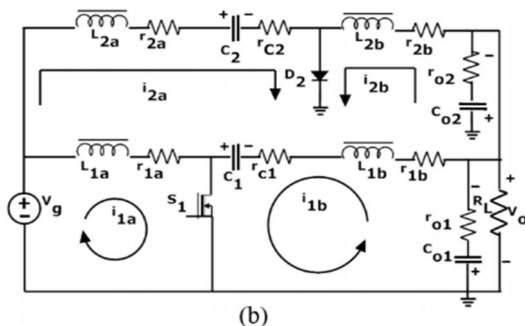 L2a r2a + - C2 rC2 L2b r2b -
D2 ro2
i2a i2b Co2 +
L1a r1a + - C1 rC1 L1b r1b
+ - Vg S1 - RL + Vo
i1a i1b ro1
Co1 + -
(b)